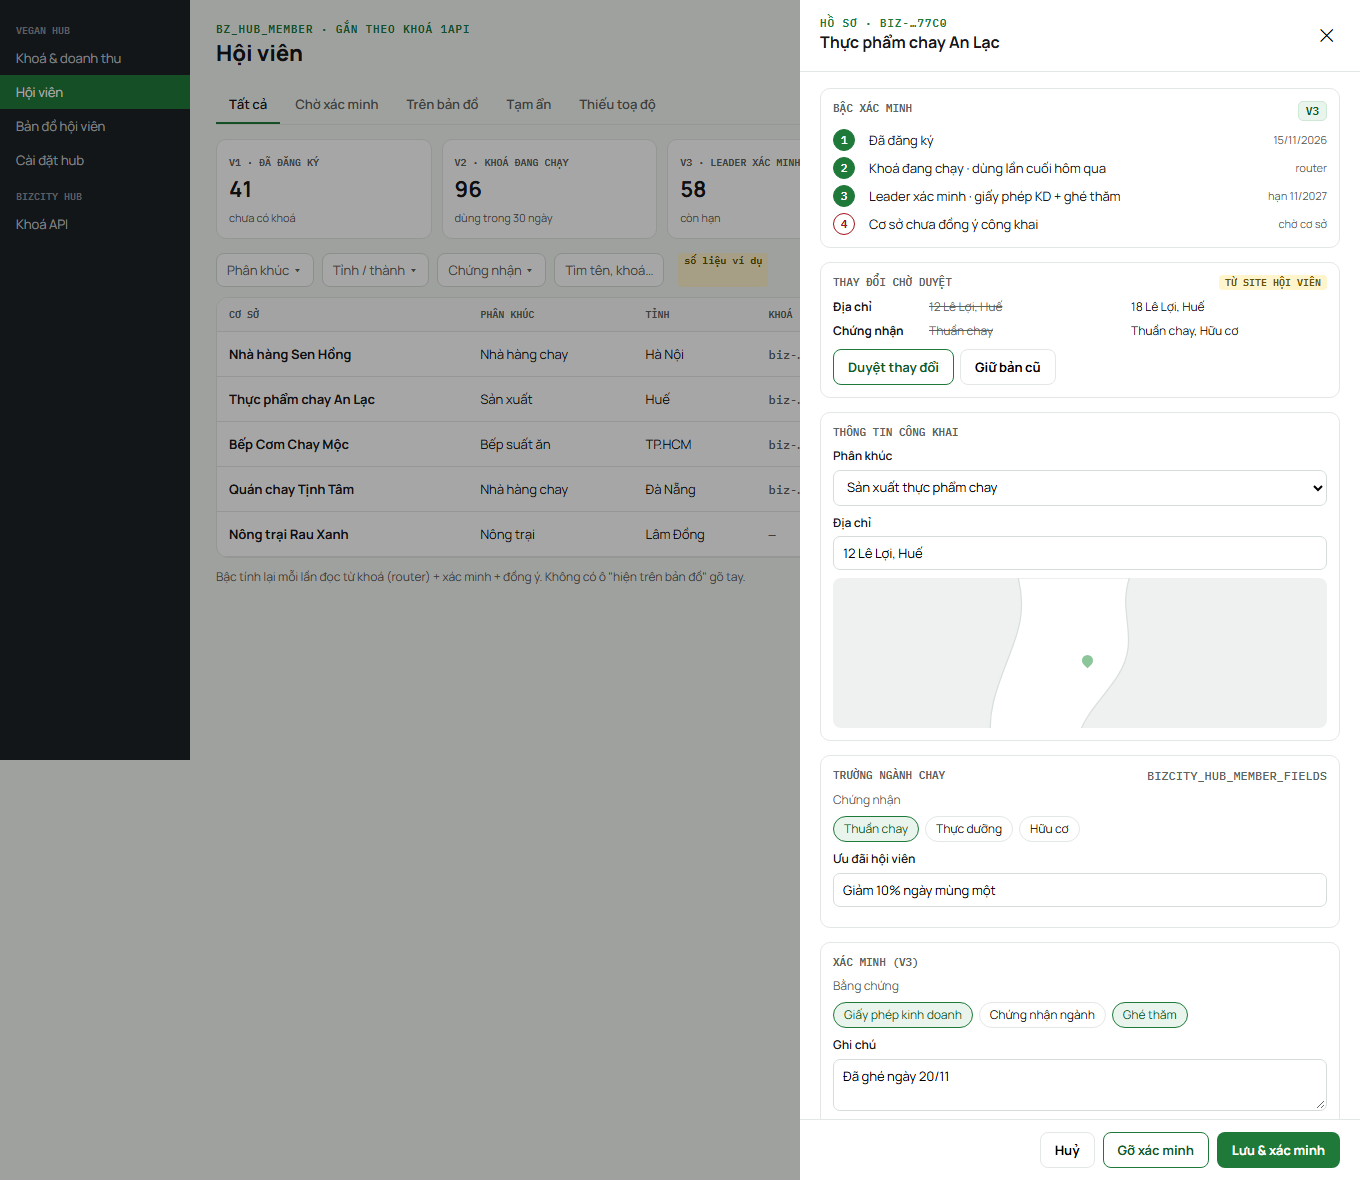 VEGAN HUB
Khoá & doanh thu
Hội viên
Bản đồ hội viên
Cài đặt hub
BIZCITY HUB
Khoá API
BZ_HUB_MEMBER · GẮN THEO KHOÁ 1API
Hội viên
Tất cả
Chờ xác minh
Trên bản đồ
Tạm ẩn
Thiếu toạ độ
V1 · ĐÃ ĐĂNG KÝ
41
chưa có khoá
V2 · KHOÁ ĐANG CHẠY
96
dùng trong 30 ngày
V3 · LEADER XÁC MINH
58
còn hạn
Phân khúc ▾
Tỉnh / thành ▾
Chứng nhận ▾
Tìm tên, khoá…
số liệu ví dụ
CƠ SỞ PHÂN KHÚC TỈNH KHOÁ
Nhà hàng Sen Hồng Nhà hàng chay Hà Nội biz-.
Thực phẩm chay An Lạc Sản xuất Huế biz-.
Bếp Cơm Chay Mộc Bếp suất ăn TP.HCM biz-.
Quán chay Tịnh Tâm Nhà hàng chay Đà Nẵng biz-.
Nông trại Rau Xanh Nông trại Lâm Đồng —
Bậc tính lại mỗi lần đọc từ khoá (router) + xác minh + đồng ý. Không có ô "hiện trên bản đồ" gõ tay.
HỒ SƠ · BIZ-…77C0
Thực phẩm chay An Lạc
BẬC XÁC MINH V3
1 Đã đăng ký 15/11/2026
2 Khoá đang chạy · dùng lần cuối hôm qua router
3 Leader xác minh · giấy phép KD + ghé thăm hạn 11/2027
4 Cơ sở chưa đồng ý công khai chờ cơ sở
THAY ĐỔI CHỜ DUYỆT TỪ SITE HỘI VIÊN
Địa chỉ 12 Lê Lợi, Huế 18 Lê Lợi, Huế
Chứng nhận Thuần chay Thuần chay, Hữu cơ
Duyệt thay đổi
Giữ bản cũ
THÔNG TIN CÔNG KHAI
Phân khúc
Sản xuất thực phẩm chay
Địa chỉ
12 Lê Lợi, Huế
TRƯỜNG NGÀNH CHAY BIZCITY_HUB_MEMBER_FIELDS
Chứng nhận
Thuần chay
Thực dưỡng
Hữu cơ
Ưu đãi hội viên
Giảm 10% ngày mùng một
XÁC MINH (V3)
Bằng chứng
Giấy phép kinh doanh
Chứng nhận ngành
Ghé thăm
Ghi chú
Đã ghé ngày 20/11
Huỷ
Gỡ xác minh
Lưu & xác minh